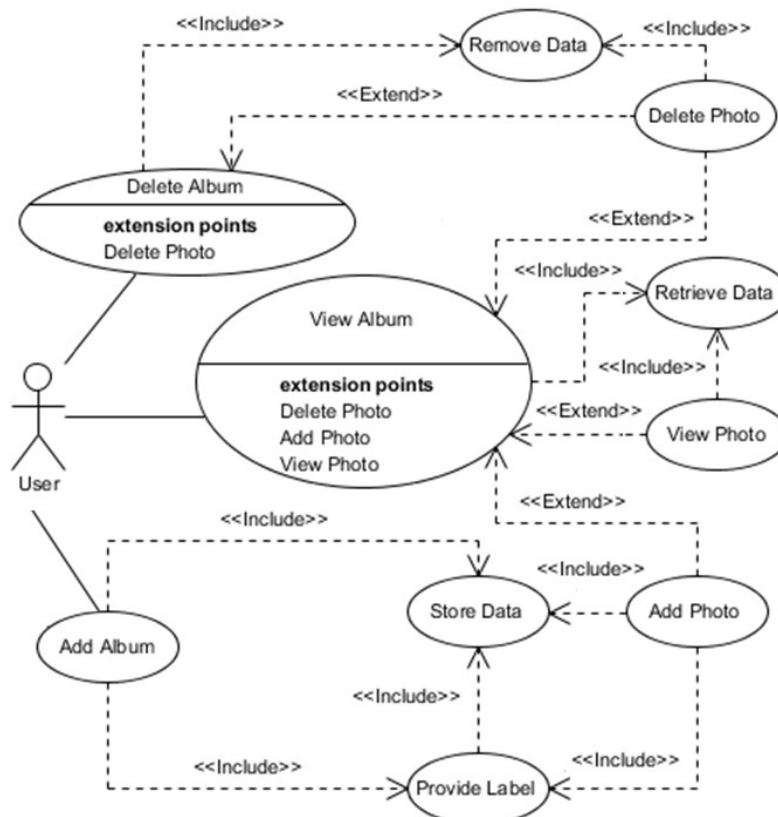 <<Include>>
Remove Data
<<Include>>
<<Extend>>
Delete Photo
Delete Album
extension points
Delete Photo
<<Extend>>
<<Include>>
Retrieve Data
View Album
<<Include>>
extension points
Delete Photo
Add Photo
View Photo
<<Extend>>
View Photo
User
<<Extend>>
<<Include>>
<<Include>>
Store Data
Add Photo
Add Album
<<Include>>
<<Include>>
<<Include>>
Provide Label